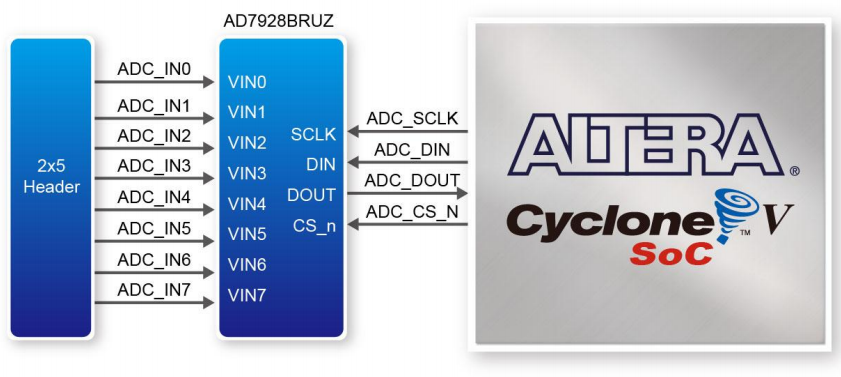 AD7928BRUZ
2x5
Header
ADC_IN0
ADC_IN1
ADC_IN2
ADC_IN3
ADC_IN4
ADC_IN5
ADC_IN6
ADC_IN7
VIN0
VIN1
VIN2
VIN3
VIN4
VIN5
VIN6
VIN7
SCLK
DIN
DOUT
CS_n
ADC_SCLK
ADC_DIN
ADC_DOUT
ADC_CS_N
ALTERA®
Cyclone™ V
SoC